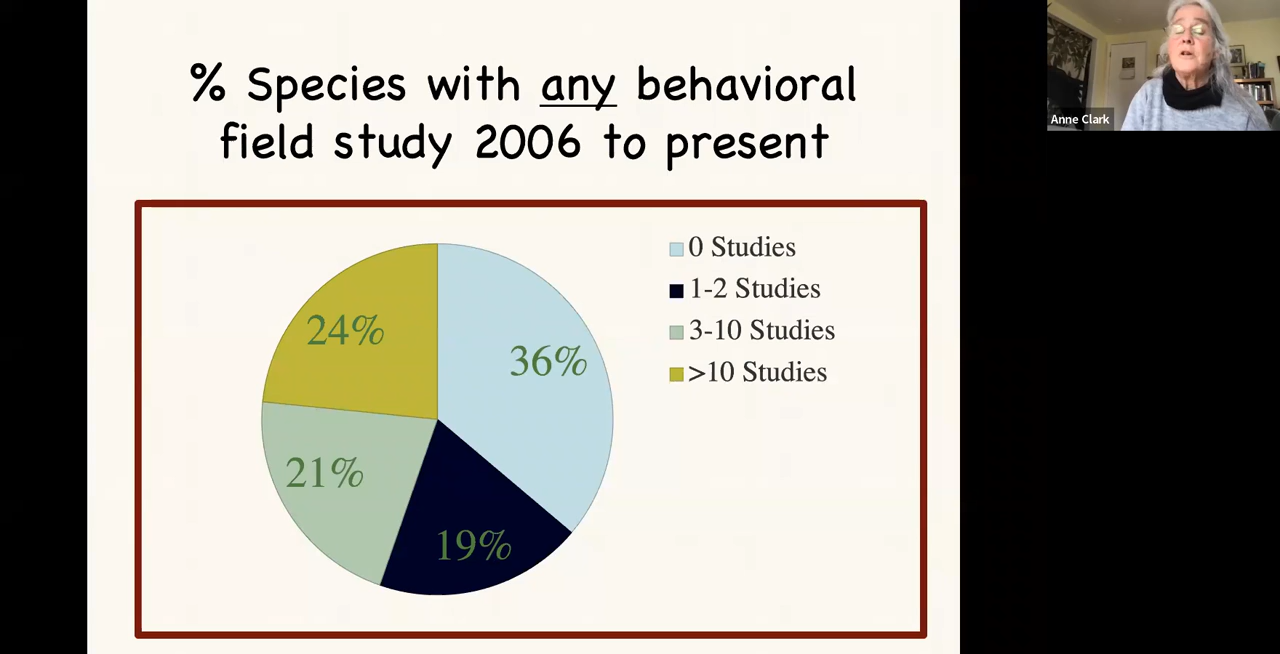 % Species with any behavioral
field study 2006 to present
0 Studies
1-2 Studies
3-10 Studies
>10 Studies
24%
36%
21%
19%
Anne Clark